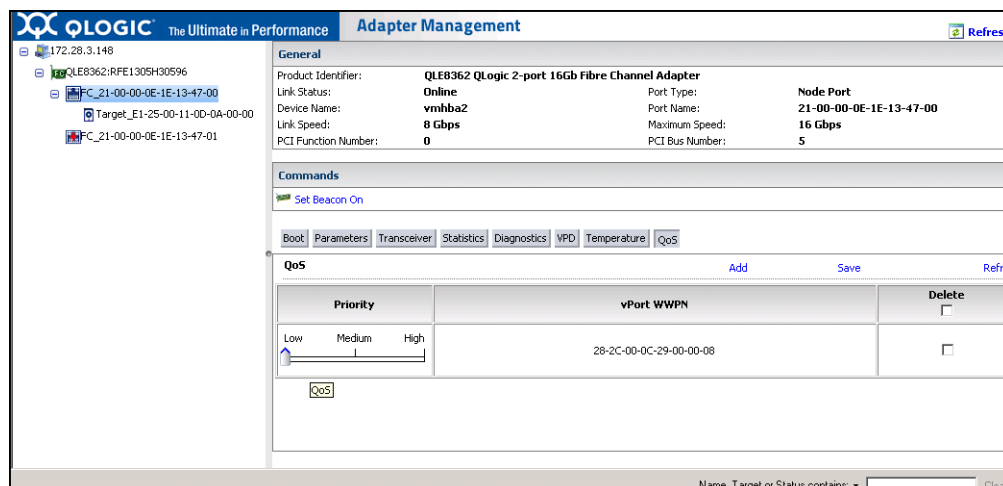 QLOGIC The Ultimate in Performance Adapter Management Refres
172.28.3.148
QLE8362:RFE1305H30596
FC_21-00-00-0E-1E-13-47-00
Target_E1-25-00-11-0D-0A-00-00
FC_21-00-00-0E-1E-13-47-01
General
Product Identifier: QLE8362 QLogic 2-port 16Gb Fibre Channel Adapter
Link Status: Online Port Type: Node Port
Device Name: vmhba2 Port Name: 21-00-00-0E-1E-13-47-00
Link Speed: 8 Gbps Maximum Speed: 16 Gbps
PCI Function Number: 0 PCI Bus Number: 5
Commands
Set Beacon On
Boot Parameters Transceiver Statistics Diagnostics VPD Temperature QoS
QoS Add Save Refr
Priority vPort WWPN Delete
Low Medium High
28-2C-00-0C-29-00-00-08
QoS
Name, Target or Status contains: